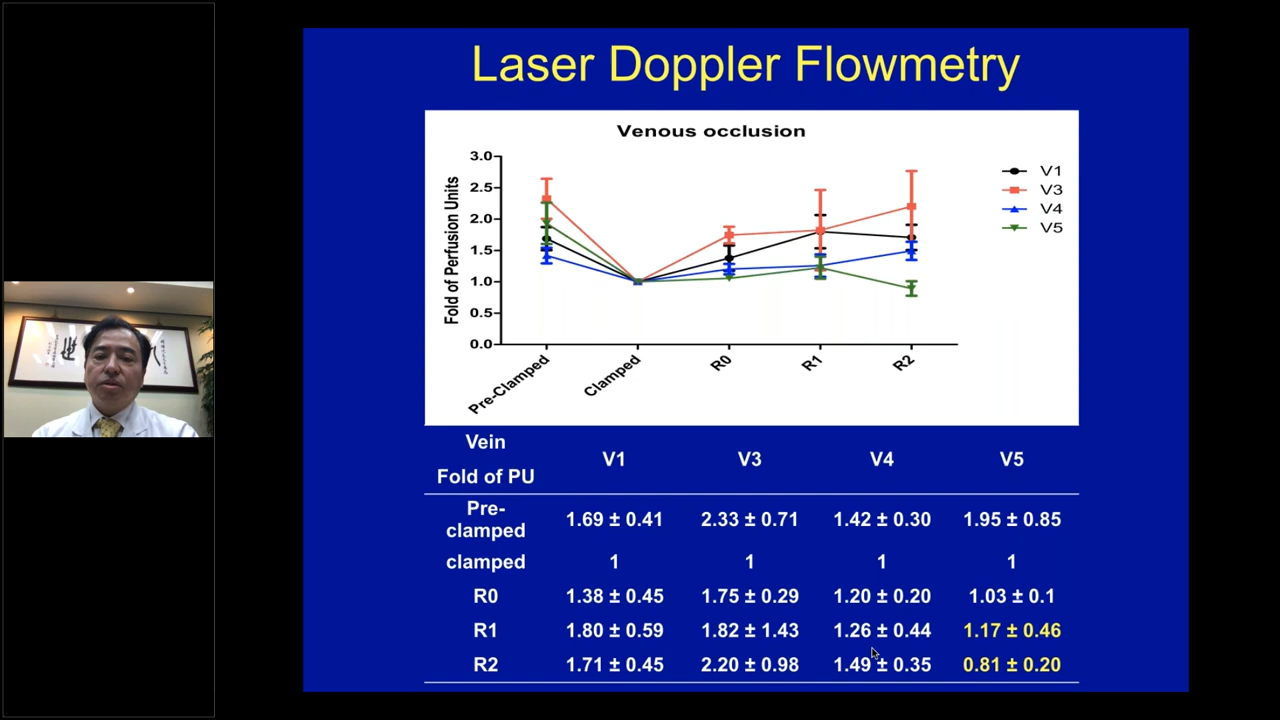 Laser Doppler Flowmetry
Venous occlusion
Fold of Perfusion Units
3.0
2.5
2.0
1.5
1.0
0.5
0.0
Pre-Clamped
Clamped
R0
R1
R2
V1
V3
V4
V5
Vein
Fold of PU
V1 V3 V4 V5
Pre-
clamped
1.69 ± 0.41 2.33 ± 0.71 1.42 ± 0.30 1.95 ± 0.85
clamped 1 1 1 1
R0 1.38 ± 0.45 1.75 ± 0.29 1.20 ± 0.20 1.03 ± 0.1
R1 1.80 ± 0.59 1.82 ± 1.43 1.26 ± 0.44 1.17 ± 0.46
R2 1.71 ± 0.45 2.20 ± 0.98 1.49 ± 0.35 0.81 ± 0.20